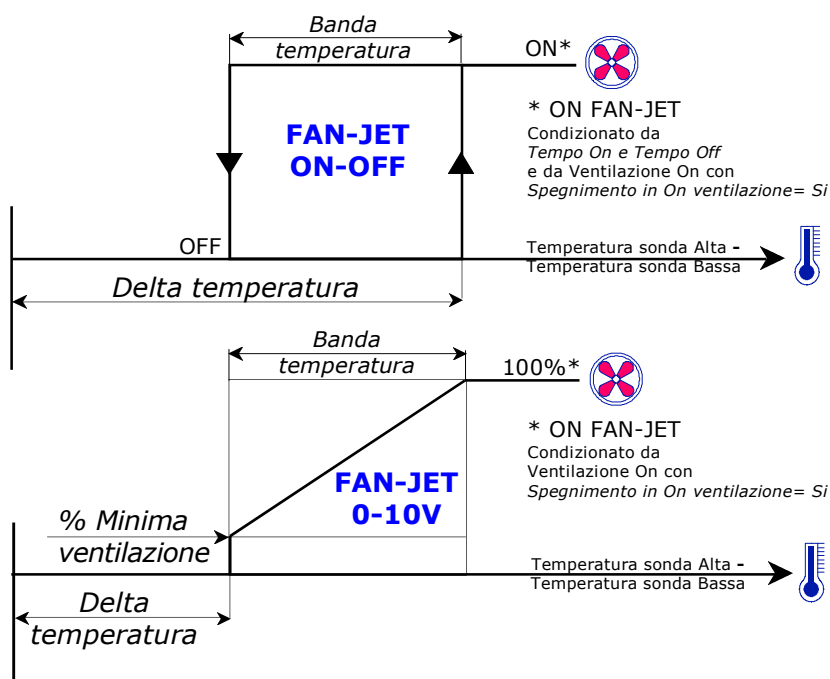 Banda
temperatura
ON*
FAN-JET
ON-OFF
* ON FAN-JET
Condizionato da
Tempo On e Tempo Off
e da Ventilazione On con
Spegnimento in On ventilazione= Si
OFF
Temperatura sonda Alta -
Temperatura sonda Bassa
Delta temperatura
Banda
temperatura
100%*
* ON FAN-JET
Condizionato da
Ventilazione On con
Spegnimento in On ventilazione= Si
FAN-JET
0-10V
% Minima
ventilazione
Temperatura sonda Alta -
Temperatura sonda Bassa
Delta
temperatura